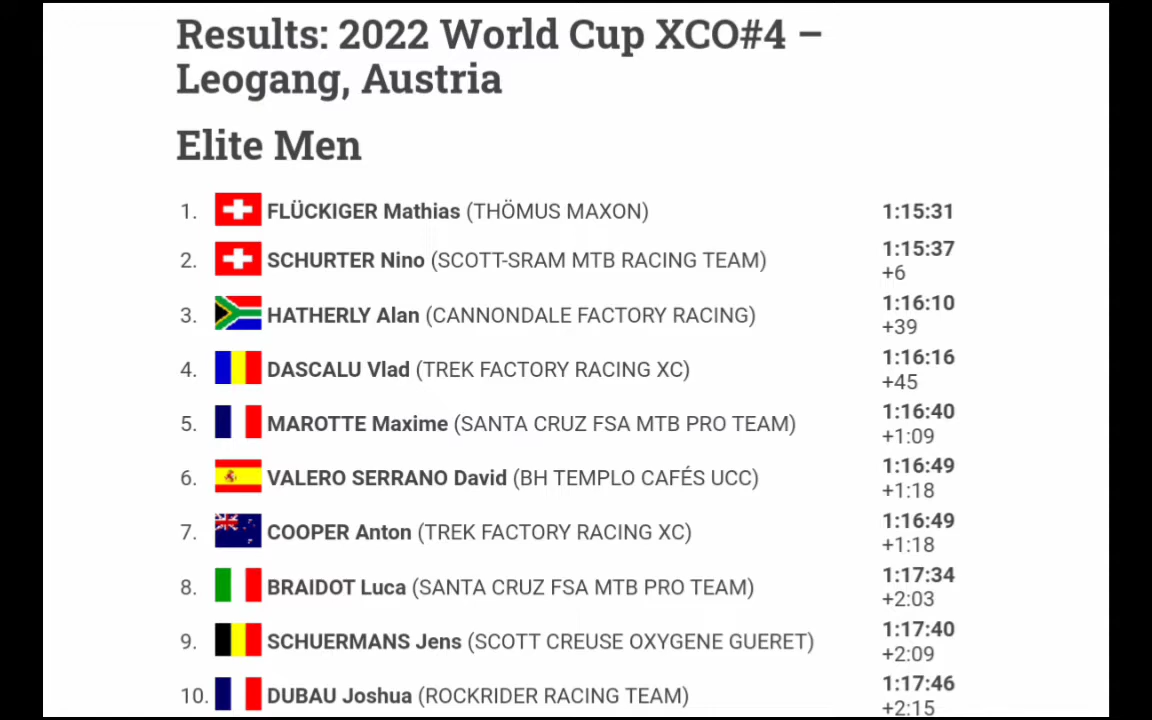 Results: 2022 World Cup XCO#4 –
Leogang, Austria
Elite Men
1. FLÜCKIGER Mathias (THÖMUS MAXON) 1:15:31
2. SCHURTER Nino (SCOTT-SRAM MTB RACING TEAM) 1:15:37
+6
3. HATHERLY Alan (CANNONDALE FACTORY RACING) 1:16:10
+39
4. DASCALU Vlad (TREK FACTORY RACING XC) 1:16:16
+45
5. MAROTTE Maxime (SANTA CRUZ FSA MTB PRO TEAM) 1:16:40
+1:09
6. VALERO SERRANO David (BH TEMPLO CAFÉS UCC) 1:16:49
+1:18
7. COOPER Anton (TREK FACTORY RACING XC) 1:16:49
+1:18
8. BRAIDOT Luca (SANTA CRUZ FSA MTB PRO TEAM) 1:17:34
+2:03
9. SCHUERMANS Jens (SCOTT CREUSE OXYGENE GUERET) 1:17:40
+2:09
10. DUBAU Joshua (ROCKRIDER RACING TEAM) 1:17:46
+2:15